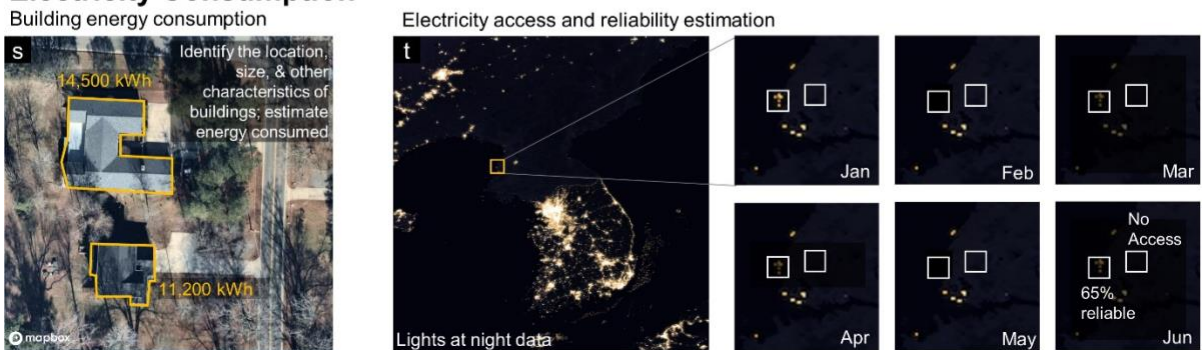 Building energy consumption
Electricity access and reliability estimation
s
Identify the location,
size, & other
characteristics of
buildings; estimate
energy consumed
14,500 kWh
11,200 kWh
mapbox
t
Lights at night data
Jan
Feb
Mar
Apr
May
No
Access
65%
reliable
Jun